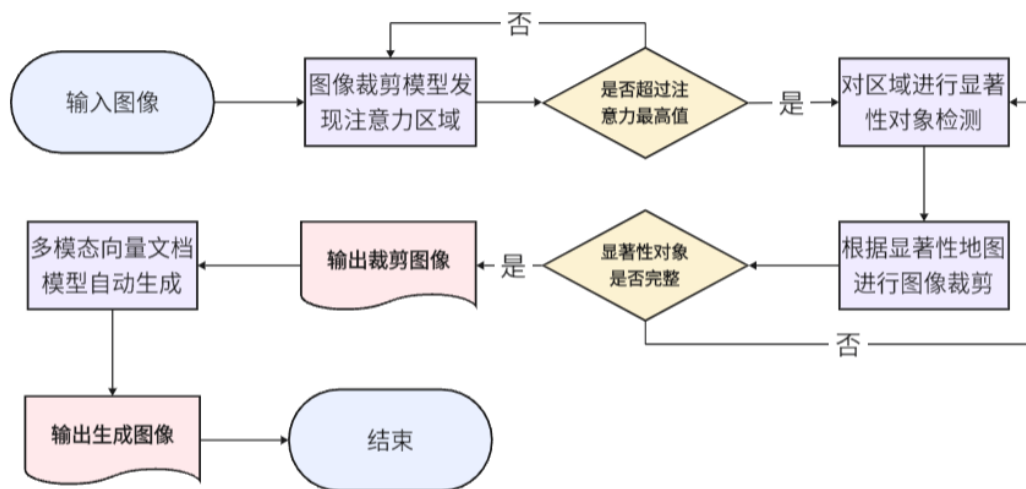 否
输入图像
图像裁剪模型发
现注意力区域
是否超过注
意力最高值
是
对区域进行显著
性对象检测
多模态向量文档
模型自动生成
输出裁剪图像
是
显著性对象
是否完整
根据显著性地图
进行图像裁剪
否
输出生成图像
结束